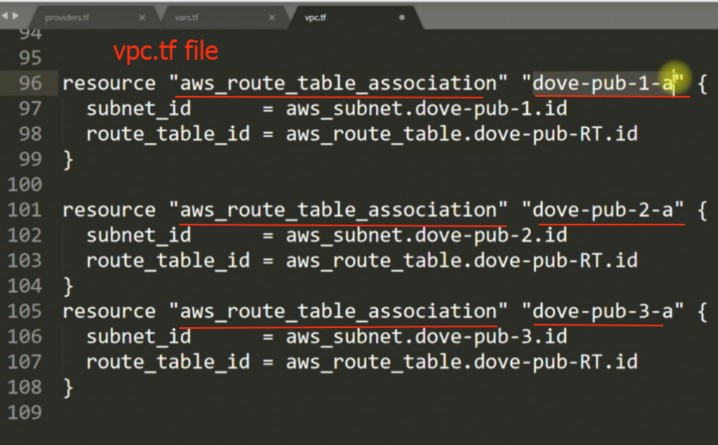 providers.tf vars.tf vpc.tf
94
95 vpc.tf file
96 resource "aws_route_table_association" "dove-pub-1-a" {
97 subnet_id = aws_subnet.dove-pub-1.id
98 route_table_id = aws_route_table.dove-pub-RT.id
99 }
100
101 resource "aws_route_table_association" "dove-pub-2-a" {
102 subnet_id = aws_subnet.dove-pub-2.id
103 route_table_id = aws_route_table.dove-pub-RT.id
104 }
105 resource "aws_route_table_association" "dove-pub-3-a" {
106 subnet_id = aws_subnet.dove-pub-3.id
107 route_table_id = aws_route_table.dove-pub-RT.id
108 }
109